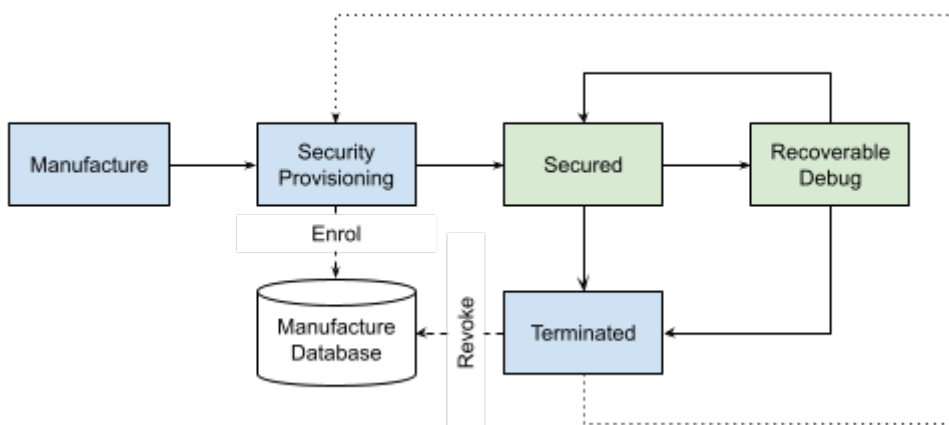 Manufacture
Security
Provisioning
Secured
Recoverable
Debug
Enrol
Manufacture
Database
Revoke
Terminated